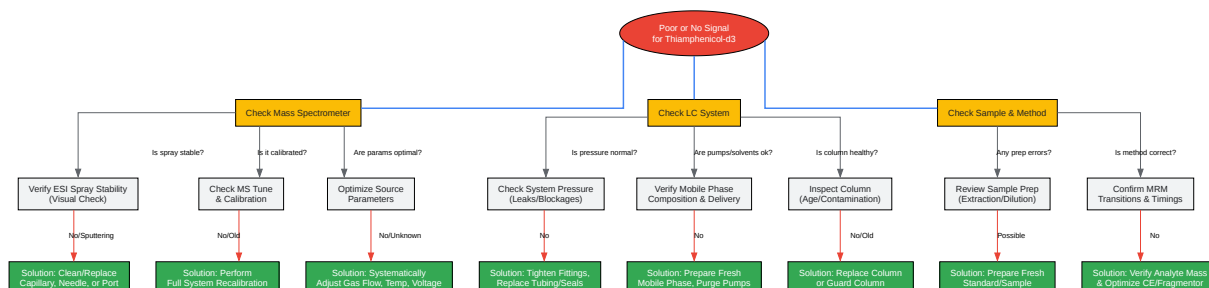 Poor or No Signal
for Thiamphenicol-d3
Check Mass Spectrometer
Check LC System
Check Sample & Method
Is spray stable?
Is it calibrated?
Are params optimal?
Is pressure normal?
Are pumps/solvents ok?
Is column healthy?
Any prep errors?
Is method correct?
Verify ESI Spray Stability
(Visual Check)
Check MS Tune
& Calibration
Optimize Source
Parameters
Check System Pressure
(Leaks/Blockages)
Verify Mobile Phase
Composition & Delivery
Inspect Column
(Age/Contamination)
Review Sample Prep
(Extraction/Dilution)
Confirm MRM
Transitions & Timings
No/Sputtering
No/Old
No/Unknown
No
No
No/Old
Possible
No
Solution: Clean/Replace
Capillary, Needle, or Port
Solution: Perform
Full System Recalibration
Solution: Systematically
Adjust Gas Flow, Temp, Voltage
Solution: Tighten Fittings,
Replace Tubing/Seals
Solution: Prepare Fresh
Mobile Phase, Purge Pumps
Solution: Replace Column
or Guard Column
Solution: Prepare Fresh
Standard/Sample
Solution: Verify Analyte Mass
& Optimize CE/Fragmentor